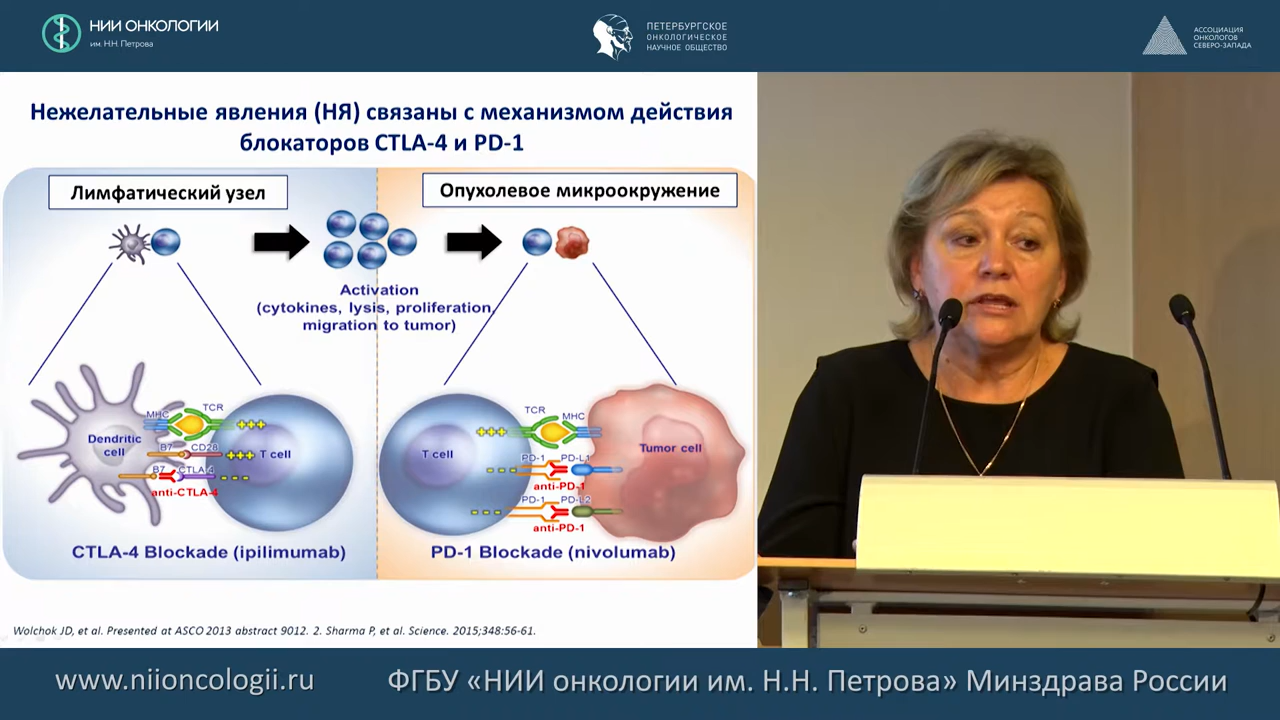 НИИ ОНКОЛОГИИ
им. Н.Н. Петрова
ПЕТЕРБУРГСКОЕ
ОНКОЛОГИЧЕСКОЕ
НАУЧНОЕ ОБЩЕСТВО
АССОЦИАЦИЯ
ОНКОЛОГОВ
СЕВЕРО-ЗАПАДА
Нежелательные явления (НЯ) связаны с механизмом действия
блокаторов CTLA-4 и PD-1
Лимфатический узел
Опухолевое микроокружение
Activation
(cytokines, lysis, proliferation,
migration to tumor)
MHC TCR
Dendritic
cell
B7 CD28
T cell
B7 CTLA-4
anti-CTLA-4
TCR MHC
T cell
Tumor cell
PD-1 PD-L1
anti-PD-1
PD-1 PD-L2
anti-PD-1
CTLA-4 Blockade (ipilimumab)
PD-1 Blockade (nivolumab)
Wolchok JD, et al. Presented at ASCO 2013 abstract 9012. 2. Sharma P, et al. Science. 2015;348:56-61.
www.niioncologii.ru
ФГБУ «НИИ онкологии им. Н.Н. Петрова» Минздрава России